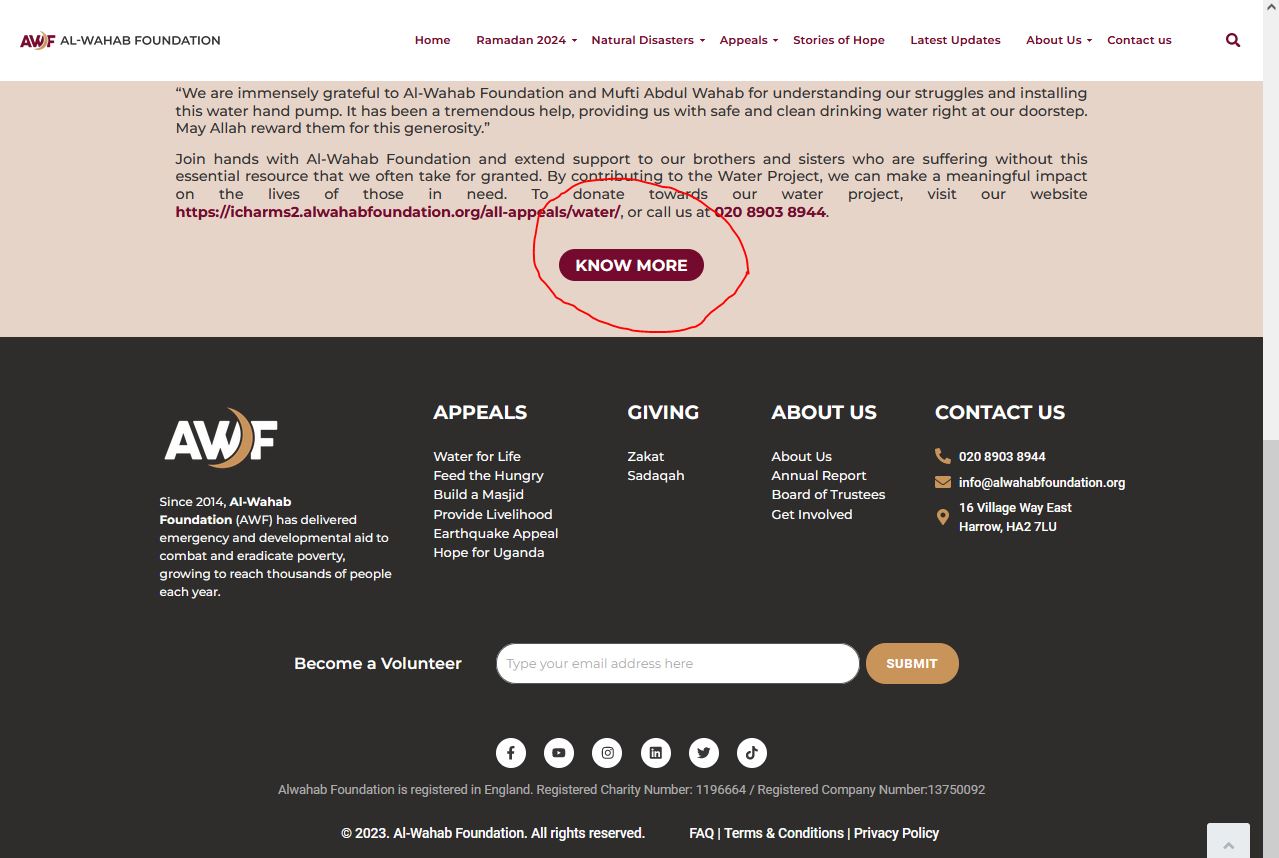 AWF AL-WAHAB FOUNDATION
Home Ramadan 2024 Natural Disasters Appeals Stories of Hope Latest Updates About Us Contact us
“We are immensely grateful to Al-Wahab Foundation and Mufti Abdul Wahab for understanding our struggles and installing
this water hand pump. It has been a tremendous help, providing us with safe and clean drinking water right at our doorstep.
May Allah reward them for this generosity.”
Join hands with Al-Wahab Foundation and extend support to our brothers and sisters who are suffering without this
essential resource that we often take for granted. By contributing to the Water Project, we can make a meaningful impact
on the lives of those in need. To donate towards our water project, visit our website
https://icharms2.alwahabfoundation.org/all-appeals/water/, or call us at 020 8903 8944.
KNOW MORE
AWF
Since 2014, Al-Wahab
Foundation (AWF) has delivered
emergency and developmental aid to
combat and eradicate poverty,
growing to reach thousands of people
each year.
APPEALS
Water for Life
Feed the Hungry
Build a Masjid
Provide Livelihood
Earthquake Appeal
Hope for Uganda
GIVING
Zakat
Sadaqah
ABOUT US
About Us
Annual Report
Board of Trustees
Get Involved
CONTACT US
020 8903 8944
info@alwahabfoundation.org
16 Village Way East
Harrow, HA2 7LU
Become a Volunteer Type your email address here SUBMIT
Alwahab Foundation is registered in England. Registered Charity Number: 1196664 / Registered Company Number:13750092
© 2023. Al-Wahab Foundation. All rights reserved. FAQ | Terms & Conditions | Privacy Policy